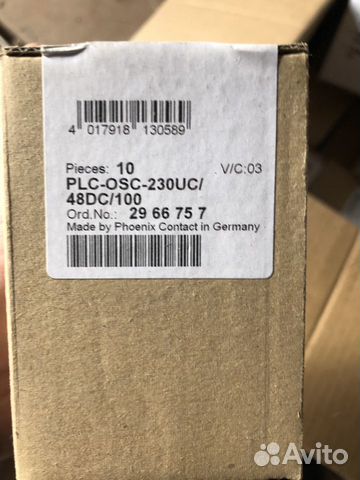 4 017918 130589
Pieces: 10 V/C:03
PLC-OSC-230UC/
48DC/100
Ord.No.: 29 66 75 7
Made by Phoenix Contact in Germany
Avito